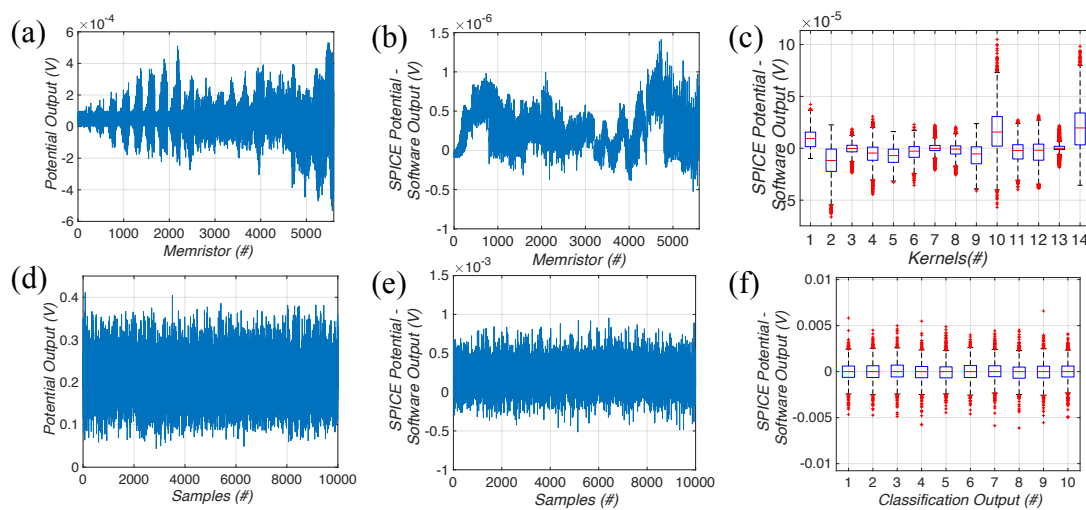 (a)
×10⁻⁴
6
4
2
0
-2
-4
-6
Potential Output (V)
0 1000 2000 3000 4000 5000
Memristor (#)
(b)
×10⁻⁶
1.5
1
0.5
0
-0.5
-1
SPICE Potential -
Software Output (V)
0 1000 2000 3000 4000 5000
Memristor (#)
(c)
×10⁻⁵
10
5
0
-5
SPICE Potential -
Software Output (V)
1 2 3 4 5 6 7 8 9 10 11 12 13 14
Kernels(#)
(d)
0.4
0.3
0.2
0.1
0
Potential Output (V)
0 2000 4000 6000 8000 10000
Samples (#)
(e)
×10⁻³
1.5
1
0.5
0
-0.5
-1
SPICE Potential -
Software Output (V)
0 2000 4000 6000 8000 10000
Samples (#)
(f)
0.01
0.005
0
-0.005
-0.01
SPICE Potential -
Software Output (V)
1 2 3 4 5 6 7 8 9 10
Classification Output (#)